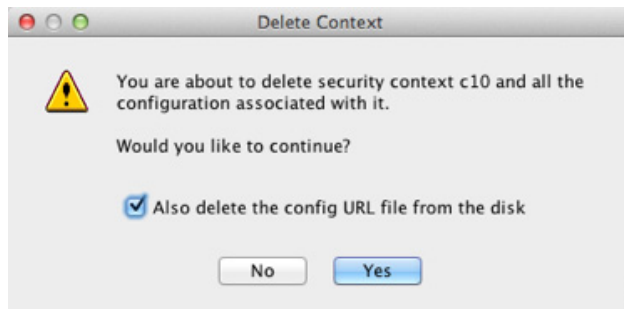 Delete Context
You are about to delete security context c10 and all the
configuration associated with it.
Would you like to continue?
Also delete the config URL file from the disk
No
Yes